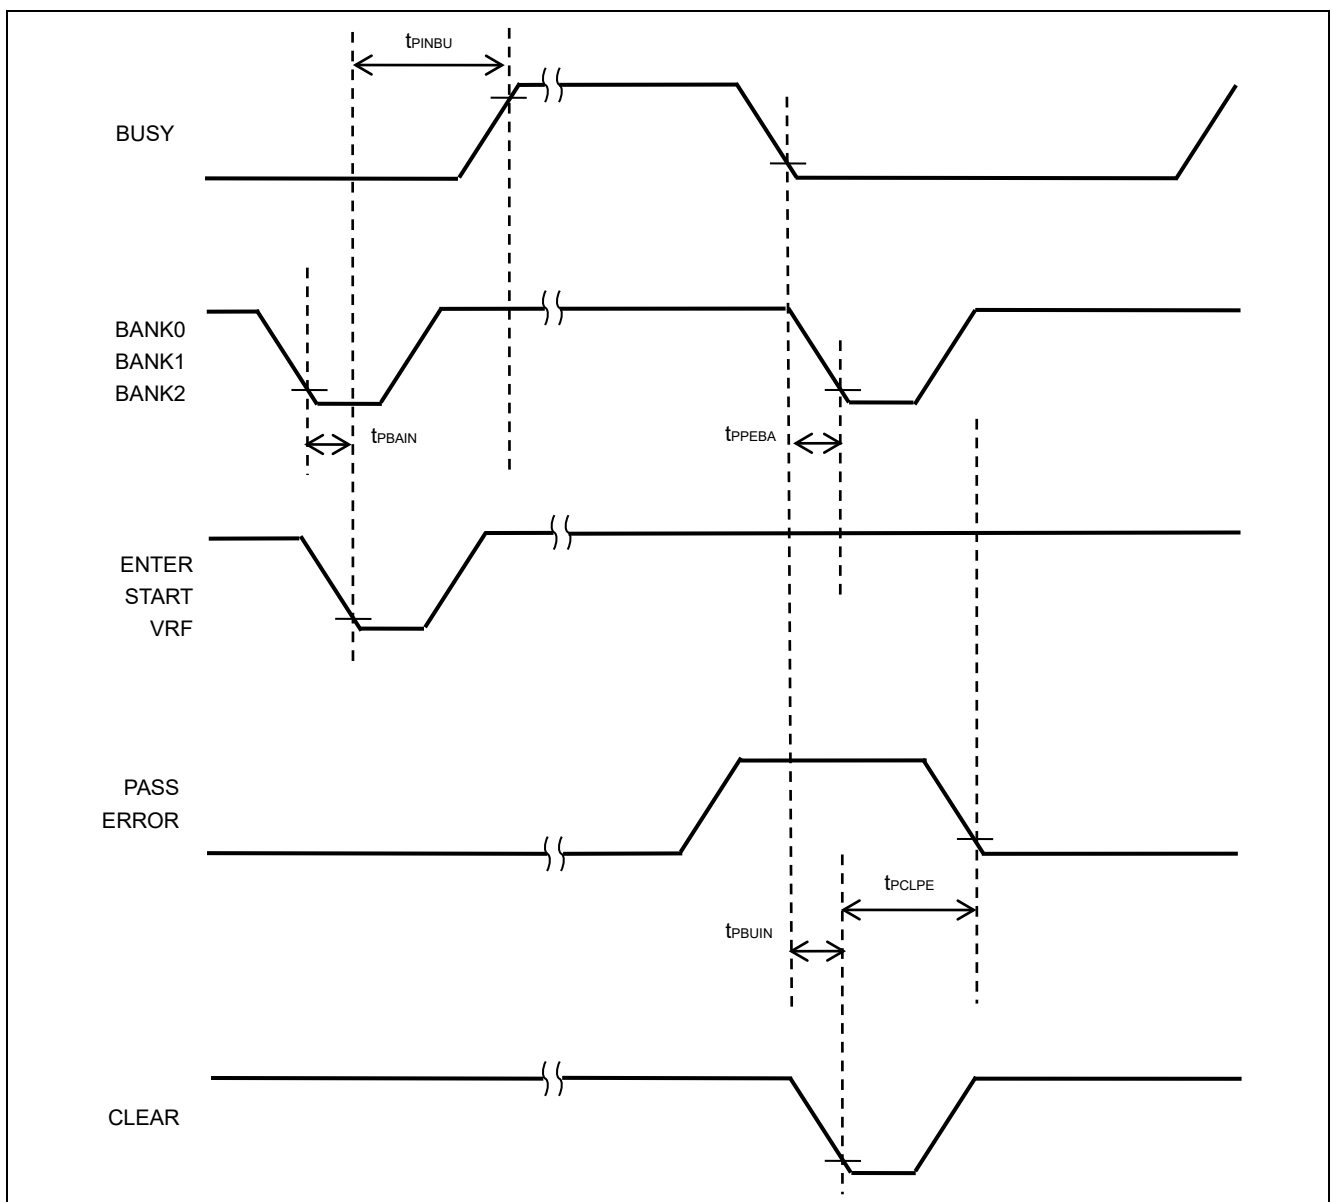 tPINBU
BUSY
BANK0
BANK1
BANK2
tPBAIN
tPPEBA
ENTER
START
VRF
PASS
ERROR
tPCLPE
tPBUIN
CLEAR